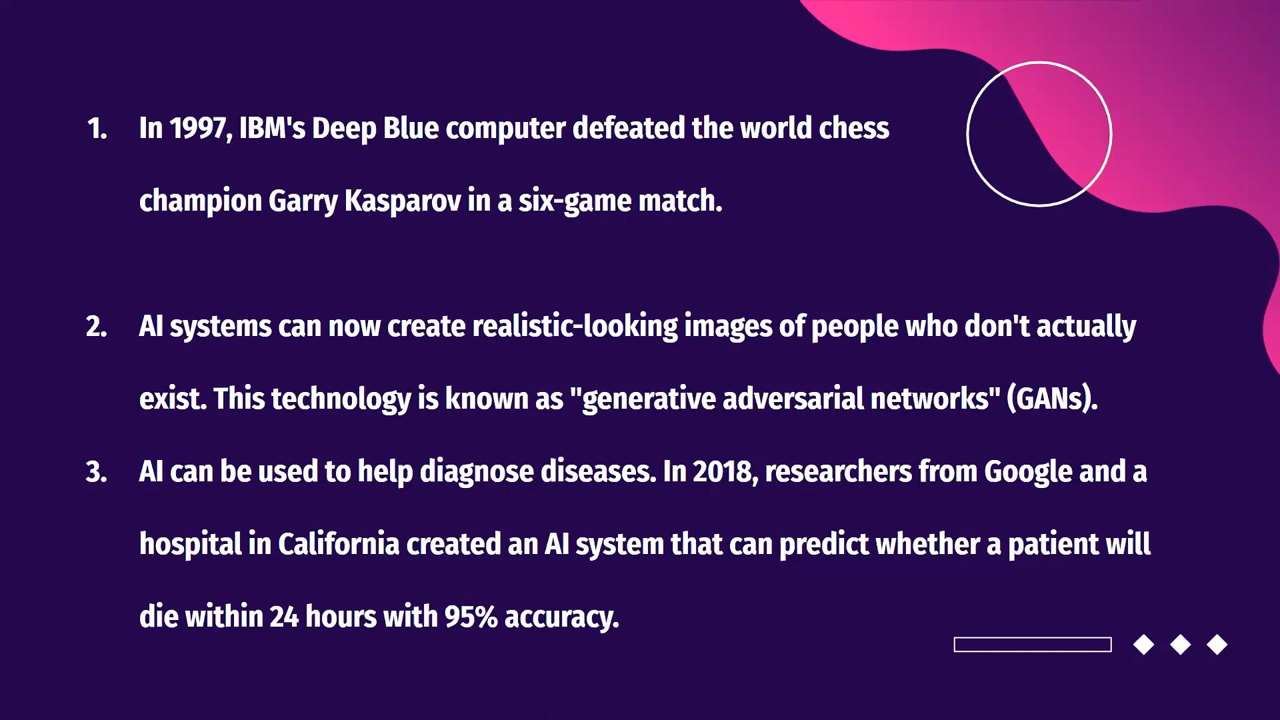 1. In 1997, IBM's Deep Blue computer defeated the world chess
champion Garry Kasparov in a six-game match.
2. AI systems can now create realistic-looking images of people who don't actually
exist. This technology is known as "generative adversarial networks" (GANs).
3. AI can be used to help diagnose diseases. In 2018, researchers from Google and a
hospital in California created an AI system that can predict whether a patient will
die within 24 hours with 95% accuracy.